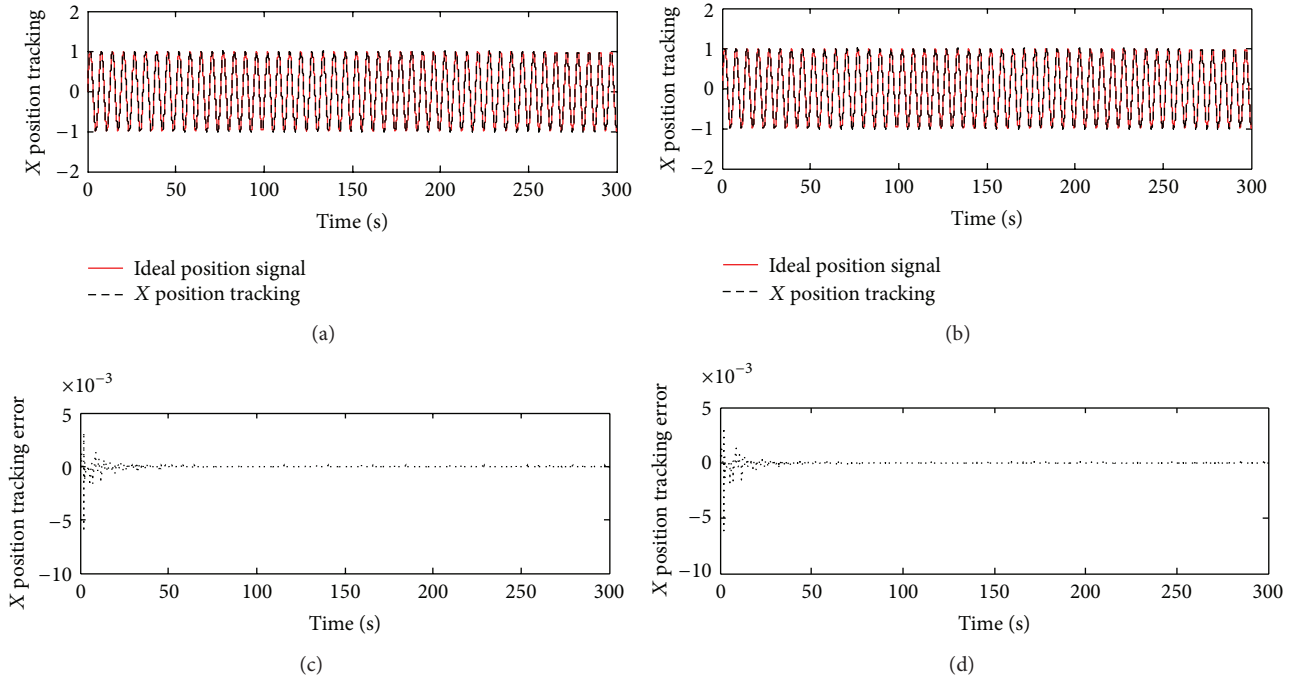 X position tracking
2
1
0
−1
−2
0 50 100 150 200 250 300
Time (s)
Ideal position signal
X position tracking
(a)
X position tracking
2
1
0
−1
−2
0 50 100 150 200 250 300
Time (s)
Ideal position signal
X position tracking
(b)
×10−3
X position tracking error
5
0
−5
−10
0 50 100 150 200 250 300
Time (s)
(c)
×10−3
X position tracking error
5
0
−5
−10
0 50 100 150 200 250 300
Time (s)
(d)